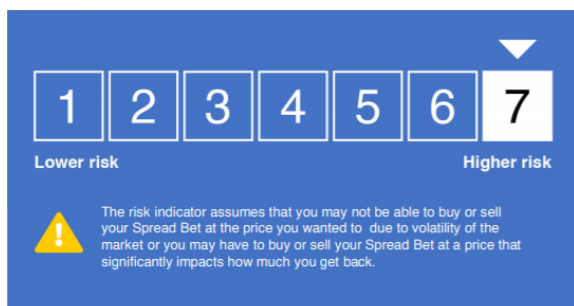 1 2 3 4 5 6 7
Lower risk Higher risk
The risk indicator assumes that you may not be able to buy or sell
your Spread Bet at the price you wanted to due to volatility of the
market or you may have to buy or sell your Spread Bet at a price that
significantly impacts how much you get back.